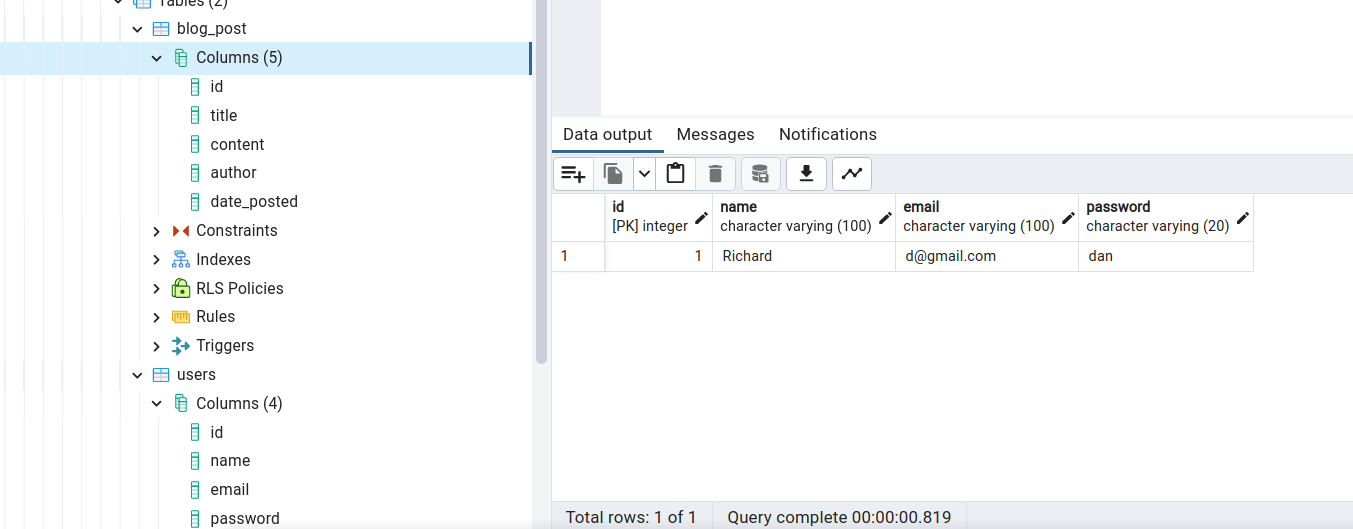 Tables (2)
blog_post
Columns (5)
id
title
content
author
date_posted
Constraints
Indexes
RLS Policies
Rules
Triggers
users
Columns (4)
id
name
email
password
Data output Messages Notifications
id name email password
[PK] integer character varying (100) character varying (100) character varying (20)
1 1 Richard d@gmail.com dan
Total rows: 1 of 1 Query complete 00:00:00.819